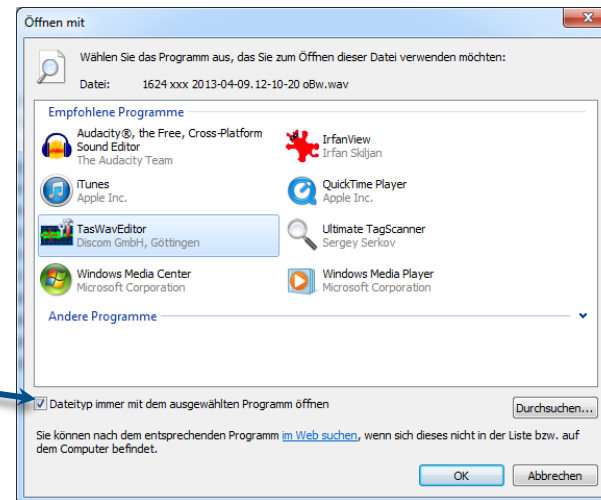 Öffnen mit
Wählen Sie das Programm aus, das Sie zum Öffnen dieser Datei verwenden möchten:
Datei: 1624 xxx 2013-04-09.12-10-20 oBw.wav
Empfohlene Programme
Audacity®, the Free, Cross-Platform
Sound Editor
The Audacity Team
IrfanView
Irfan Skiljan
iTunes
Apple Inc.
QuickTime Player
Apple Inc.
TasWavEditor
Discom GmbH, Göttingen
Ultimate TagScanner
Sergey Serkov
Windows Media Center
Microsoft Corporation
Windows Media Player
Microsoft Corporation
Andere Programme
Dateityp immer mit dem ausgewählten Programm öffnen
Durchsuchen...
Sie können nach dem entsprechenden Programm im Web suchen, wenn sich dieses nicht in der Liste bzw. auf
dem Computer befindet.
OK
Abbrechen